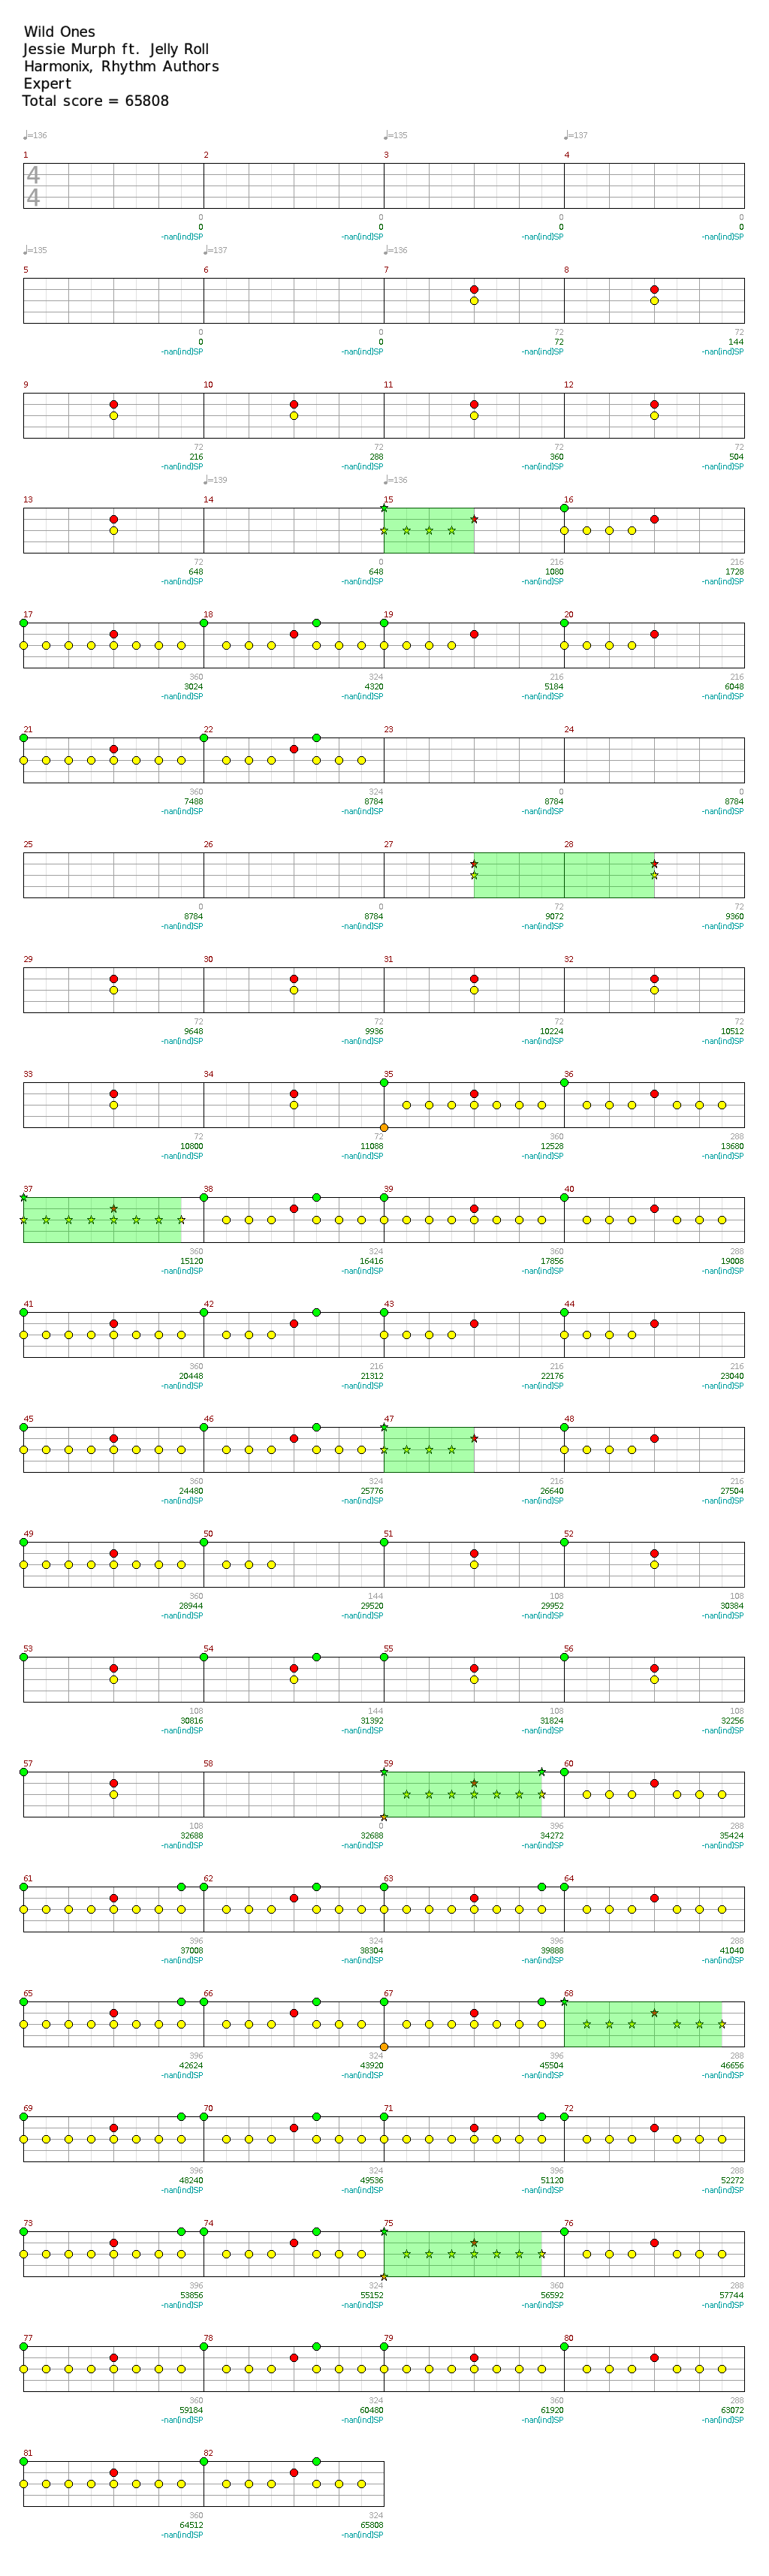 Wild Ones
Jessie Murph ft. Jelly Roll
Harmonix, Rhythm Authors
Expert
Total score = 65808
♩=136 ♩=135 ♩=137
1 2 3 4
4
4
0 0 0 0
0 0 0 0
-nan(ind)SP -nan(ind)SP -nan(ind)SP -nan(ind)SP
♩=135 ♩=137 ♩=136
5 6 7 8
0 0 72 72
0 0 72 144
-nan(ind)SP -nan(ind)SP -nan(ind)SP -nan(ind)SP
9 10 11 12
72 72 72 72
216 288 360 504
-nan(ind)SP -nan(ind)SP -nan(ind)SP -nan(ind)SP
♩=139 ♩=136
13 14 15 16
72 0 216 216
648 648 1080 1728
-nan(ind)SP -nan(ind)SP -nan(ind)SP -nan(ind)SP
17 18 19 20
360 324 216 216
3024 4320 5184 6048
-nan(ind)SP -nan(ind)SP -nan(ind)SP -nan(ind)SP
21 22 23 24
360 324 0 0
7488 8784 8784 8784
-nan(ind)SP -nan(ind)SP -nan(ind)SP -nan(ind)SP
25 26 27 28
0 0 72 72
8784 8784 9072 9360
-nan(ind)SP -nan(ind)SP -nan(ind)SP -nan(ind)SP
29 30 31 32
72 72 72 72
9648 9936 10224 10512
-nan(ind)SP -nan(ind)SP -nan(ind)SP -nan(ind)SP
33 34 35 36
72 72 360 288
10800 11088 12528 13680
-nan(ind)SP -nan(ind)SP -nan(ind)SP -nan(ind)SP
37 38 39 40
360 324 360 288
15120 16416 17856 19008
-nan(ind)SP -nan(ind)SP -nan(ind)SP -nan(ind)SP
41 42 43 44
360 216 216 216
20448 21312 22176 23040
-nan(ind)SP -nan(ind)SP -nan(ind)SP -nan(ind)SP
45 46 47 48
360 324 216 216
24480 25776 26640 27504
-nan(ind)SP -nan(ind)SP -nan(ind)SP -nan(ind)SP
49 50 51 52
360 144 108 108
28944 29520 29952 30384
-nan(ind)SP -nan(ind)SP -nan(ind)SP -nan(ind)SP
53 54 55 56
108 144 108 108
30816 31392 31824 32256
-nan(ind)SP -nan(ind)SP -nan(ind)SP -nan(ind)SP
57 58 59 60
108 0 396 288
32688 32688 34272 35424
-nan(ind)SP -nan(ind)SP -nan(ind)SP -nan(ind)SP
61 62 63 64
396 324 396 288
37008 38304 39888 41040
-nan(ind)SP -nan(ind)SP -nan(ind)SP -nan(ind)SP
65 66 67 68
396 324 396 288
42624 43920 45504 46656
-nan(ind)SP -nan(ind)SP -nan(ind)SP -nan(ind)SP
69 70 71 72
396 324 396 288
48240 49536 51120 52272
-nan(ind)SP -nan(ind)SP -nan(ind)SP -nan(ind)SP
73 74 75 76
396 324 360 288
53856 55152 56592 57744
-nan(ind)SP -nan(ind)SP -nan(ind)SP -nan(ind)SP
77 78 79 80
360 324 360 288
59184 60480 61920 63072
-nan(ind)SP -nan(ind)SP -nan(ind)SP -nan(ind)SP
81 82
360 324
64512 65808
-nan(ind)SP -nan(ind)SP